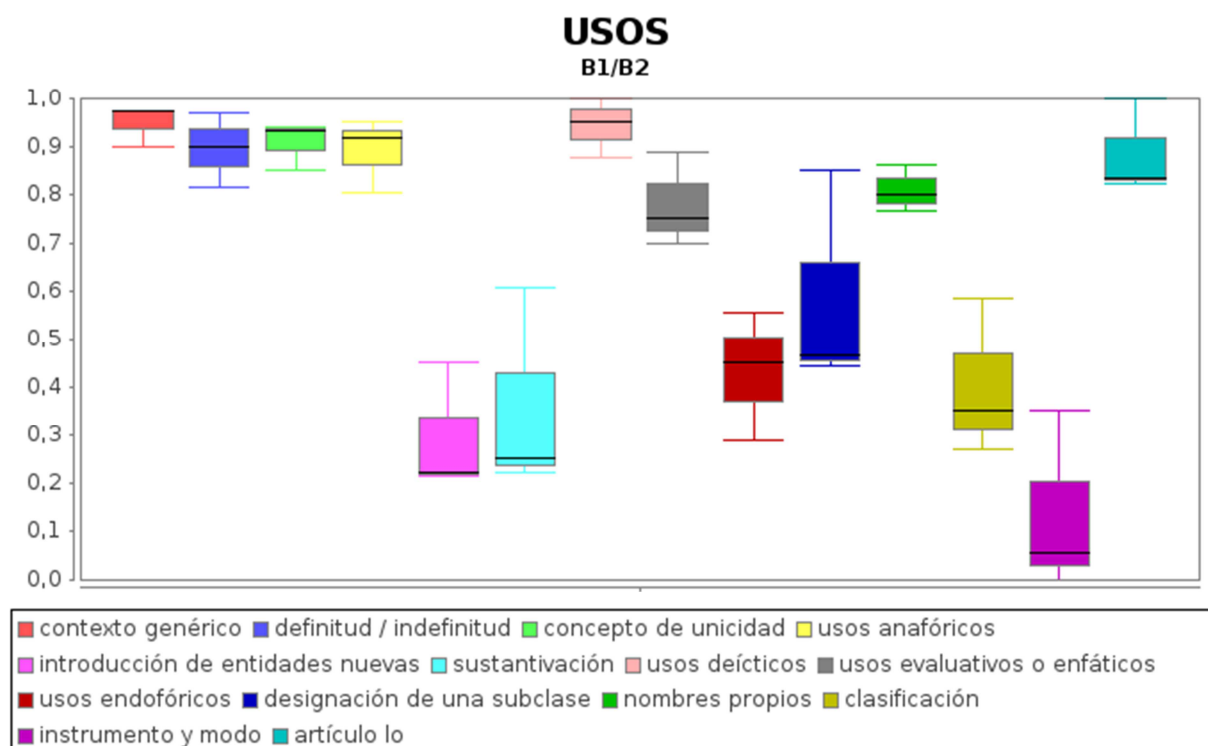 USOS
B1/B2
1,0
0,9
0,8
0,7
0,6
0,5
0,4
0,3
0,2
0,1
0,0
contexto genérico definitud / indefinitud concepto de unicidad usos anafóricos
introducción de entidades nuevas sustantivación usos deícticos usos evaluativos o enfáticos
usos endofóricos designación de una subclase nombres propios clasificación
instrumento y modo artículo lo